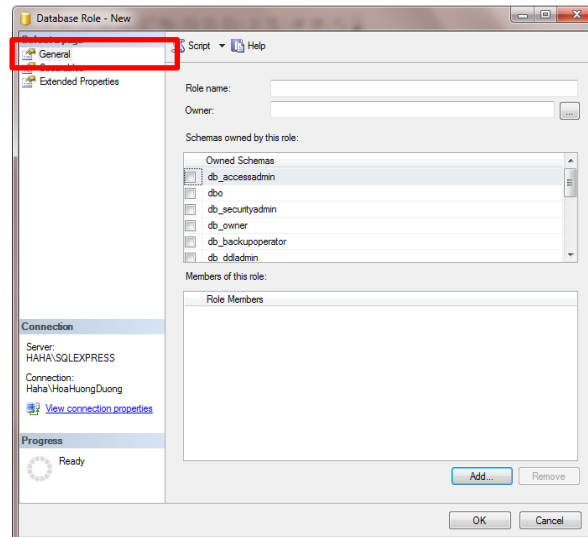 Database Role - New
General
Extended Properties
Script
Help
Role name:
Owner:
...
Schemas owned by this role:
Owned Schemas
db_accessadmin
dbo
db_securityadmin
db_owner
db_backupoperator
db_ddladmin
Members of this role:
Role Members
Connection
Server:
HAHA\SQLEXPRESS
Connection:
Haha\HoaHuongDuong
View connection properties
Progress
Ready
Add...
Remove
OK
Cancel